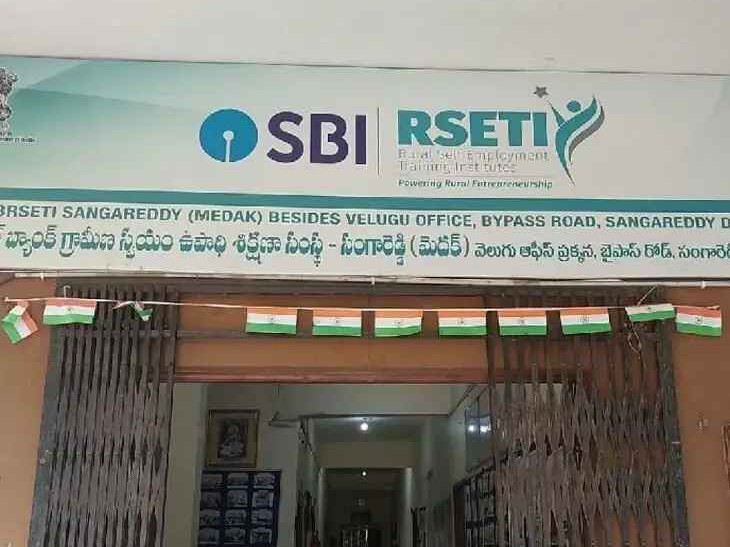 SBI
RSETI
Rural Self Employment
Training Institutes
Powering Rural Entrepreneurship
SANGAREDDY (MEDAK) BESIDES VELUGU OFFICE, BYPASS ROAD, SANGAREDDY
బ్యాంక్ గ్రామీణ స్వయం ఉపాధి శిక్షణా సంస్థ - సంగారెడ్డి (మెదక్) వెలుగు ఆఫీస్ ప్రక్కన, బైపాస్ రోడ్,